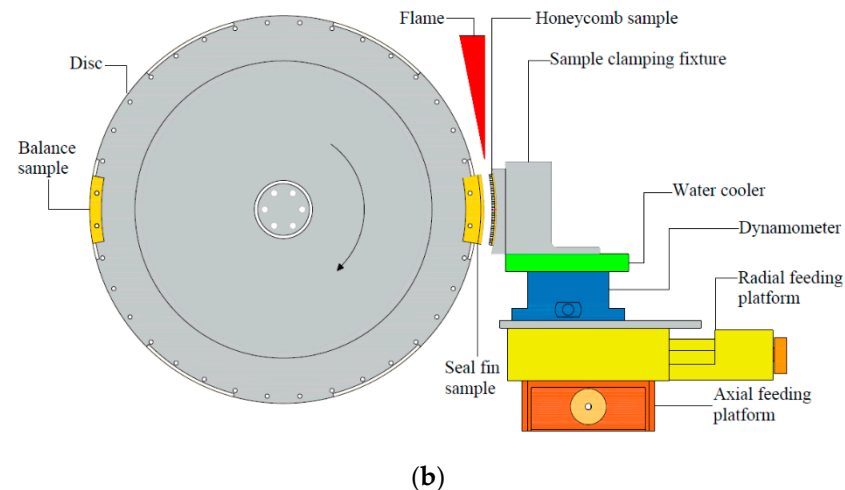 Flame
Honeycomb sample
Sample clamping fixture
Disc
Balance
sample
Water cooler
Dynamometer
Radial feeding
platform
Seal fin
sample
Axial feeding
platform
(b)